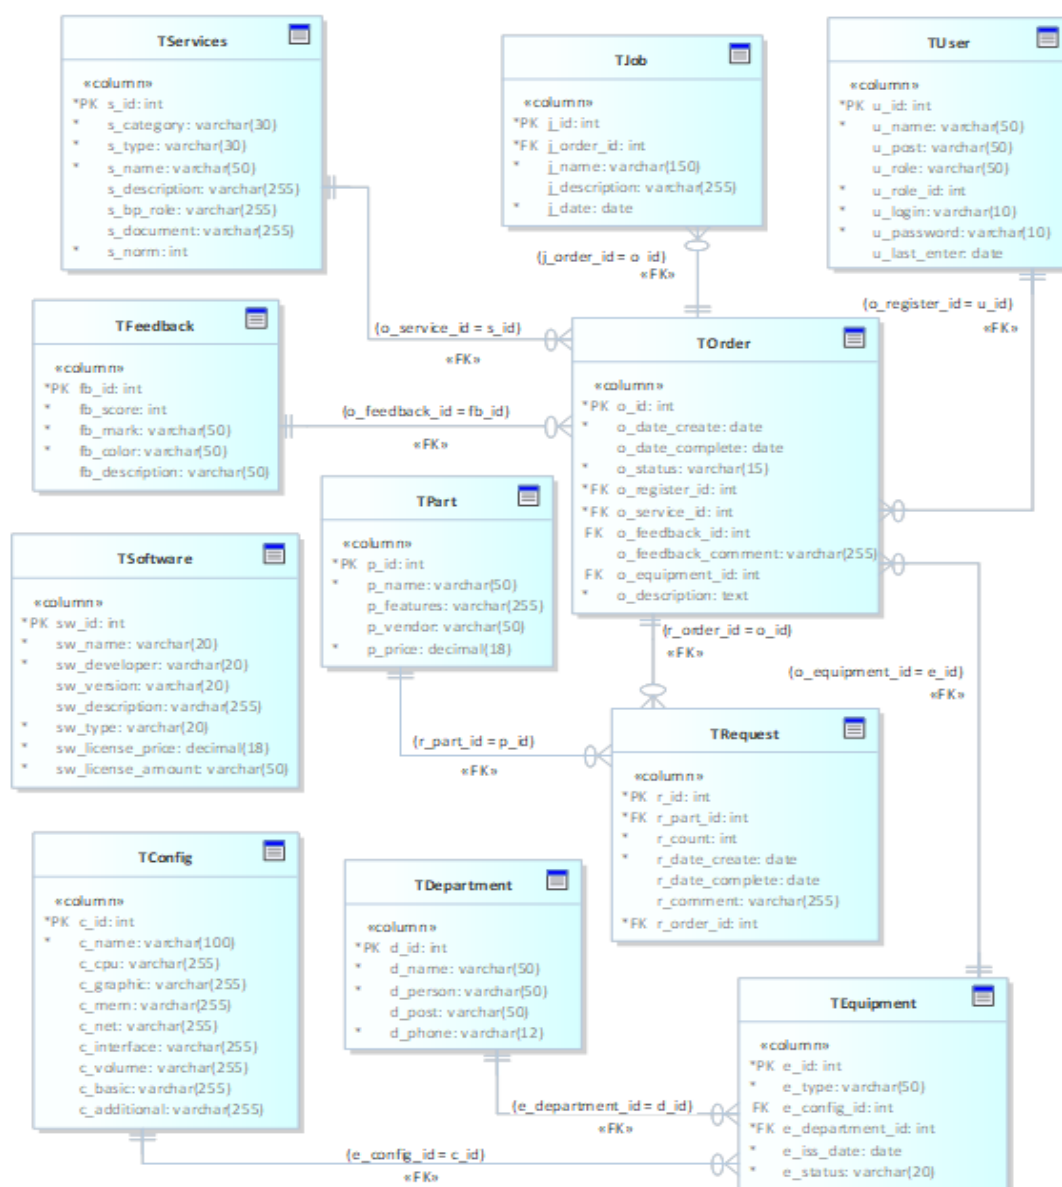 TServices
«column»
*PK s_id: int
* s_category: varchar(30)
* s_type: varchar(30)
* s_name: varchar(50)
s_description: varchar(255)
s_bp_role: varchar(255)
s_document: varchar(255)
* s_norm: int
TJob
«column»
*PK j_id: int
*FK j_order_id: int
* j_name: varchar(150)
j_description: varchar(255)
* j_date: date
TUser
«column»
*PK u_id: int
* u_name: varchar(50)
u_post: varchar(50)
u_role: varchar(50)
* u_role_id: int
* u_login: varchar(10)
* u_password: varchar(10)
u_last_enter: date
(j_order_id = o_id)
«FK»
(o_register_id = u_id)
«FK»
(o_service_id = s_id)
«FK»
TFeedback
«column»
*PK fb_id: int
* fb_score: int
* fb_mark: varchar(50)
* fb_color: varchar(50)
fb_description: varchar(50)
(o_feedback_id = fb_id)
«FK»
TOrder
«column»
*PK o_id: int
* o_date_create: date
o_date_complete: date
* o_status: varchar(15)
*FK o_register_id: int
*FK o_service_id: int
FK o_feedback_id: int
o_feedback_comment: varchar(255)
FK o_equipment_id: int
* o_description: text
TPart
«column»
*PK p_id: int
* p_name: varchar(50)
p_features: varchar(255)
p_vendor: varchar(50)
* p_price: decimal(18)
TSoftware
«column»
*PK sw_id: int
* sw_name: varchar(20)
* sw_developer: varchar(20)
sw_version: varchar(20)
sw_description: varchar(255)
* sw_type: varchar(20)
* sw_license_price: decimal(18)
* sw_license_amount: varchar(50)
(r_order_id = o_id)
«FK»
(o_equipment_id = e_id)
«FK»
(r_part_id = p_id)
«FK»
TRequest
«column»
*PK r_id: int
*FK r_part_id: int
* r_count: int
* r_date_create: date
r_date_complete: date
r_comment: varchar(255)
*FK r_order_id: int
TConfig
«column»
*PK c_id: int
* c_name: varchar(100)
c_cpu: varchar(255)
c_graphic: varchar(255)
c_mem: varchar(255)
c_net: varchar(255)
c_interface: varchar(255)
c_volume: varchar(255)
c_basic: varchar(255)
c_additional: varchar(255)
TDepartment
«column»
*PK d_id: int
* d_name: varchar(50)
* d_person: varchar(50)
d_post: varchar(50)
* d_phone: varchar(12)
TEquipment
«column»
*PK e_id: int
* e_type: varchar(50)
FK e_config_id: int
*FK e_department_id: int
* e_iss_date: date
* e_status: varchar(20)
(e_department_id = d_id)
«FK»
(e_config_id = c_id)
«FK»